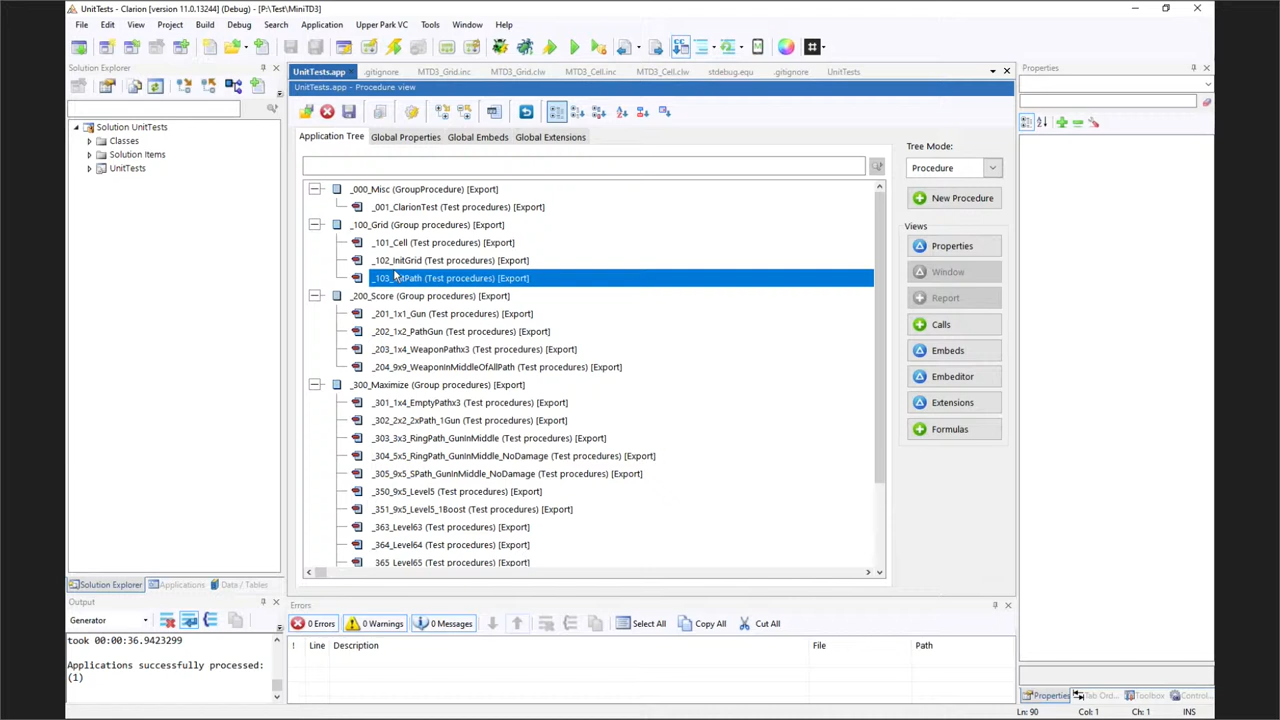 UnitTests - Clarion [version 11.0.13244] (Debug) - [P:\Test\MiniTD3]
File Edit View Project Build Debug Search Application Upper Park VC Tools Window Help
Solution Explorer
UnitTests.app .gitignore MTD3_Grid.inc MTD3_Grid.clw MTD3_Cell.inc MTD3_Cell.clw stdebug.equ .gitignore UnitTests
Properties
UnitTests.app - Procedure view
Solution UnitTests
Classes
Solution Items
UnitTests
Application Tree Global Properties Global Embeds Global Extensions
_000_Misc (GroupProcedure) [Export]
_001_ClarionTest (Test procedures) [Export]
_100_Grid (Group procedures) [Export]
_101_Cell (Test procedures) [Export]
_102_InitGrid (Test procedures) [Export]
(Test procedures) [Export]
_200_Score (Group procedures) [Export]
_201_1x1_Gun (Test procedures) [Export]
_202_1x2_PathGun (Test procedures) [Export]
_203_1x4_WeaponPathx3 (Test procedures) [Export]
_204_9x9_WeaponInMiddleOfAllPath (Test procedures) [Export]
_300_Maximize (Group procedures) [Export]
_301_1x4_EmptyPathx3 (Test procedures) [Export]
_302_2x2_2xPath_1Gun (Test procedures) [Export]
_303_3x3_RingPath_GunInMiddle (Test procedures) [Export]
_304_5x5_RingPath_GunInMiddle_NoDamage (Test procedures) [Export]
_305_9x5_SPath_GunInMiddle_NoDamage (Test procedures) [Export]
_350_9x5_Level5 (Test procedures) [Export]
_351_9x5_Level5_1Boost (Test procedures) [Export]
_363_Level63 (Test procedures) [Export]
_364_Level64 (Test procedures) [Export]
_365_Level65 (Test procedures) [Export]
Tree Mode:
Procedure
New Procedure
Views
Properties
Window
Report
Calls
Embeds
Embeditor
Extensions
Formulas
Solution Explorer Applications Data / Tables
Output
Generator
took 00:00:36.9423299
Applications successfully processed:
(1)
Errors
0 Errors 0 Warnings 0 Messages Select All Copy All Cut All
! Line Description File Path
Properties Tab Ord... Toolbox Control...
Ln: 90 Col: 1 Ch: 1 INS